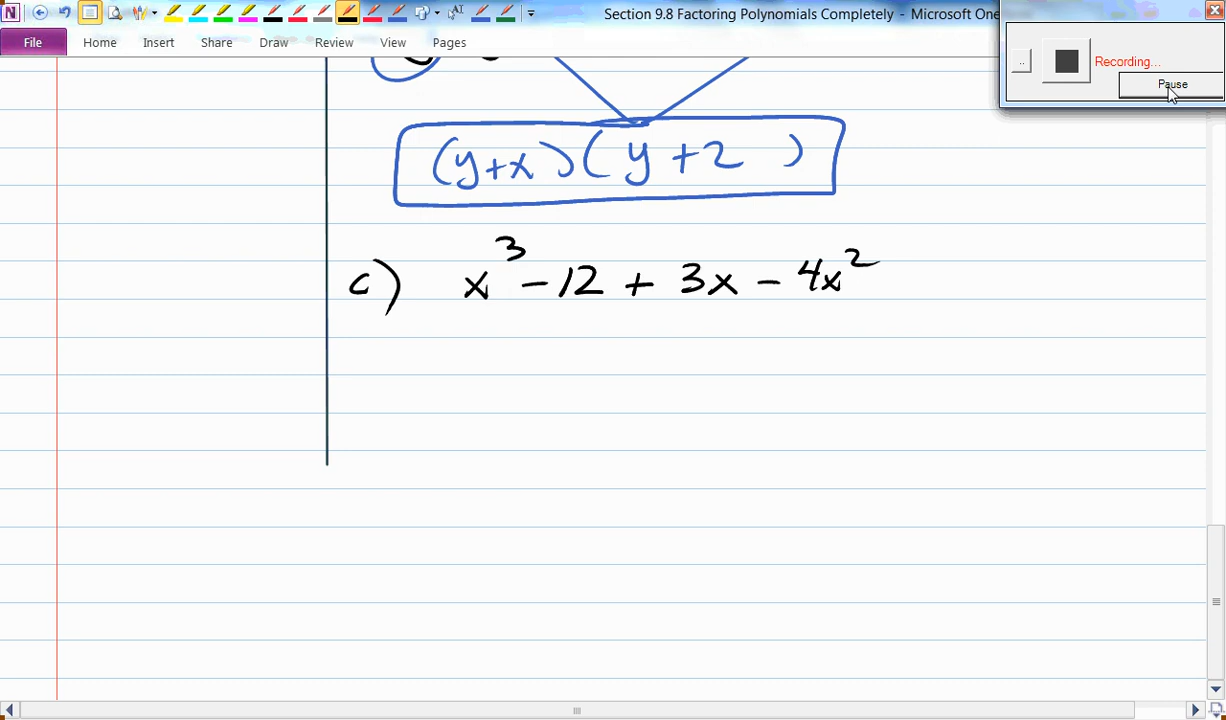 Section 9.8 Factoring Polynomials Completely - Microsoft One
File Home Insert Share Draw Review View Pages
Recording...
..
Pause
(y+x)(y+2)
c) x³ - 12 + 3x - 4x²